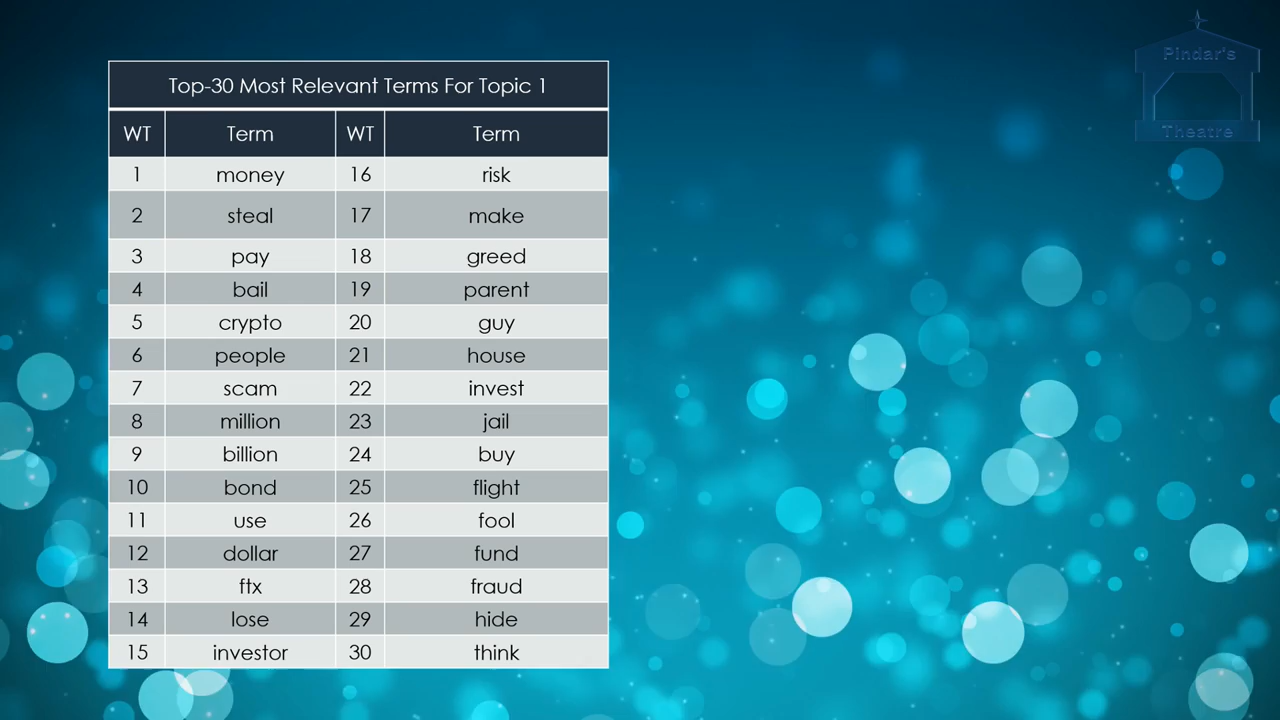 Pindar's
Theatre
Top-30 Most Relevant Terms For Topic 1
WT Term WT Term
1 money 16 risk
2 steal 17 make
3 pay 18 greed
4 bail 19 parent
5 crypto 20 guy
6 people 21 house
7 scam 22 invest
8 million 23 jail
9 billion 24 buy
10 bond 25 flight
11 use 26 fool
12 dollar 27 fund
13 ftx 28 fraud
14 lose 29 hide
15 investor 30 think